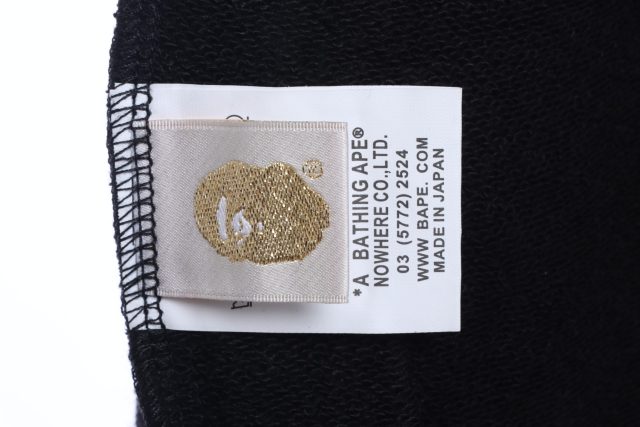 *A BATHING APE®
NOWHERE CO.,LTD.
03 (5772) 2524
WWW BAPE. COM
MADE IN JAPAN